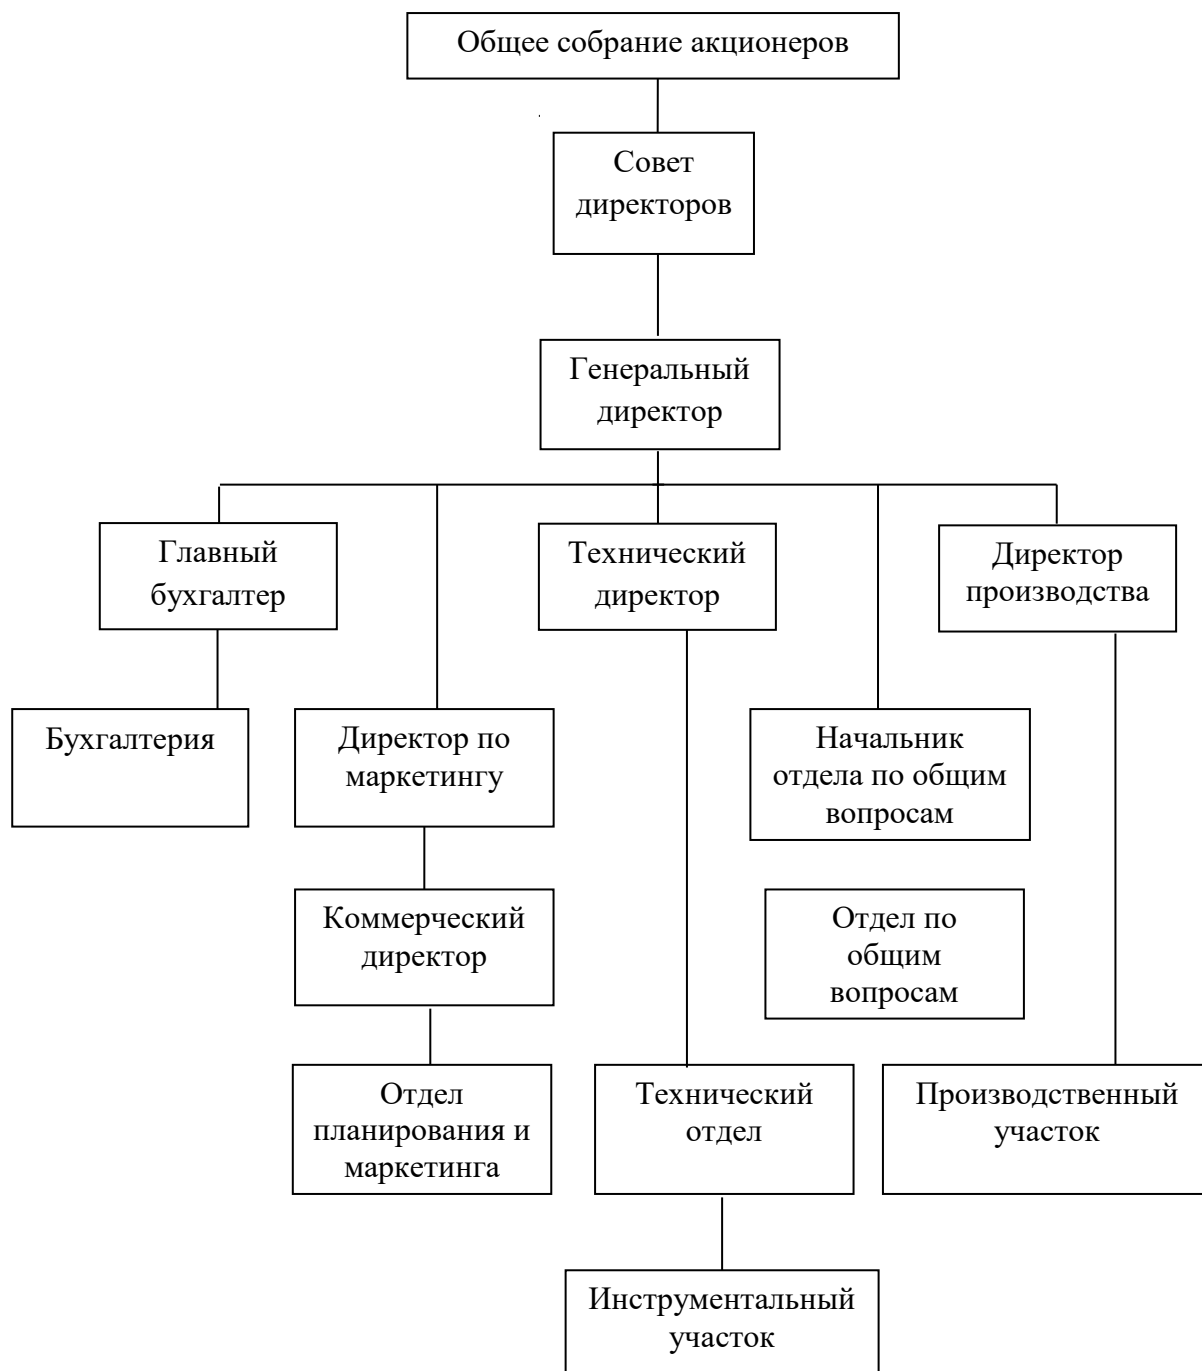 Общее собрание акционеров
Совет
директоров
Генеральный
директор
Главный
бухгалтер
Технический
директор
Директор
производства
Бухгалтерия
Директор по
маркетингу
Начальник
отдела по общим
вопросам
Коммерческий
директор
Отдел по
общим
вопросам
Отдел
планирования и
маркетинга
Технический
отдел
Производственный
участок
Инструментальный
участок